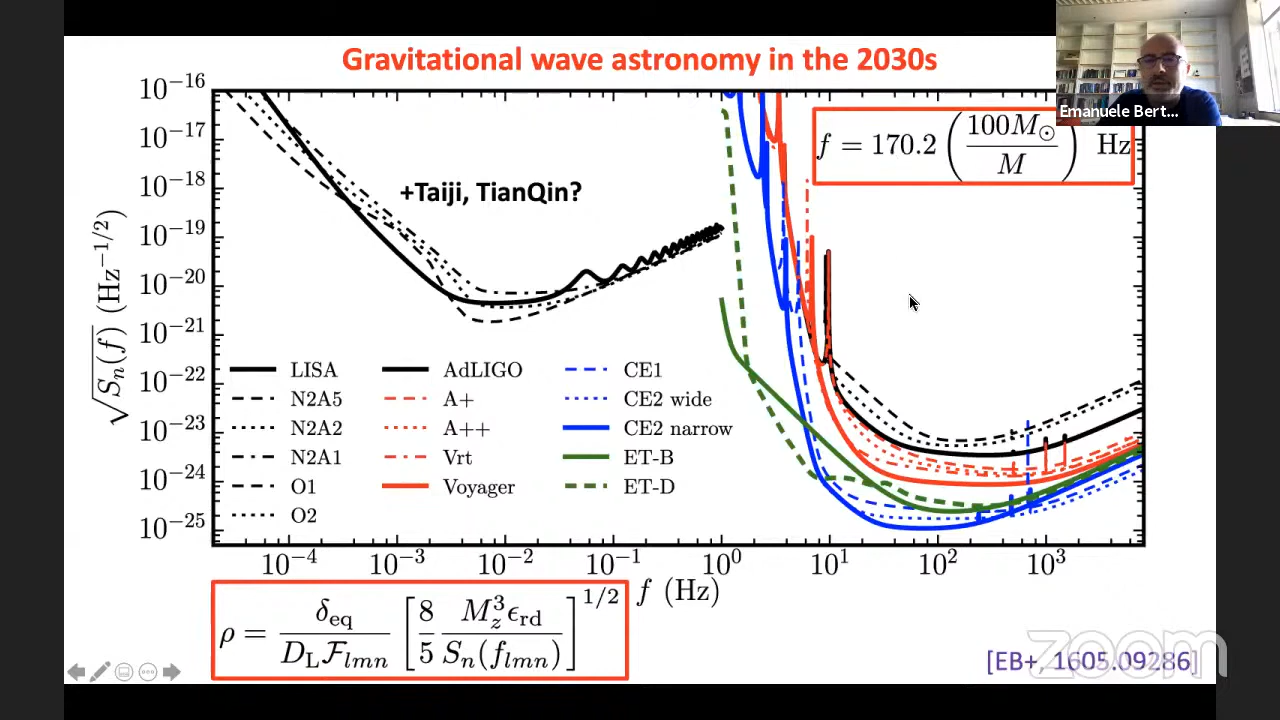 Gravitational wave astronomy in the 2030s
Emanuele Bert...
f = 170.2 (100M⊙ / M) Hz
+Taiji, TianQin?
√Sₙ(f) (Hz⁻¹ᐟ²)
10⁻¹⁶
10⁻¹⁷
10⁻¹⁸
10⁻¹⁹
10⁻²⁰
10⁻²¹
10⁻²²
10⁻²³
10⁻²⁴
10⁻²⁵
LISA
N2A5
N2A2
N2A1
O1
O2
AdLIGO
A+
A++
Vrt
Voyager
CE1
CE2 wide
CE2 narrow
ET-B
ET-D
10⁻⁴ 10⁻³ 10⁻² 10⁻¹ 10⁰ 10¹ 10² 10³
f (Hz)
ρ = δ_eq / (D_L ℱ_lmn) [8/5 M_z³ ϵ_rd / Sₙ(f_lmn)]^1/2
[EB+, 1605.09286]
zoom